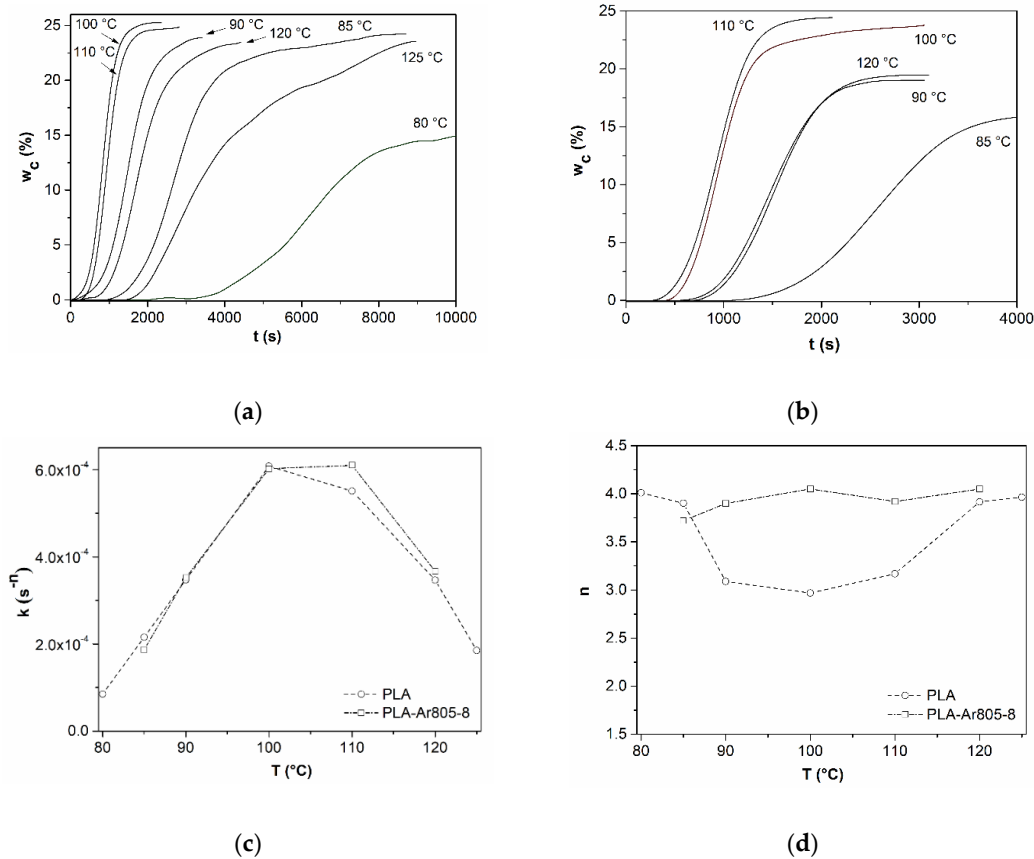 25
20
15
10
5
0
w_c (%)
100 °C
110 °C
90 °C
120 °C
85 °C
125 °C
80 °C
0 2000 4000 6000 8000 10000
t (s)
(a)
25
20
15
10
5
0
w_c (%)
110 °C
100 °C
120 °C
90 °C
85 °C
0 1000 2000 3000 4000
t (s)
(b)
6.0x10⁻⁴
4.0x10⁻⁴
2.0x10⁻⁴
0.0
k (s⁻ⁿ)
PLA
PLA-Ar805-8
80 90 100 110 120
T (°C)
(c)
4.5
4.0
3.5
3.0
2.5
2.0
1.5
n
PLA
PLA-Ar805-8
80 90 100 110 120
T (°C)
(d)